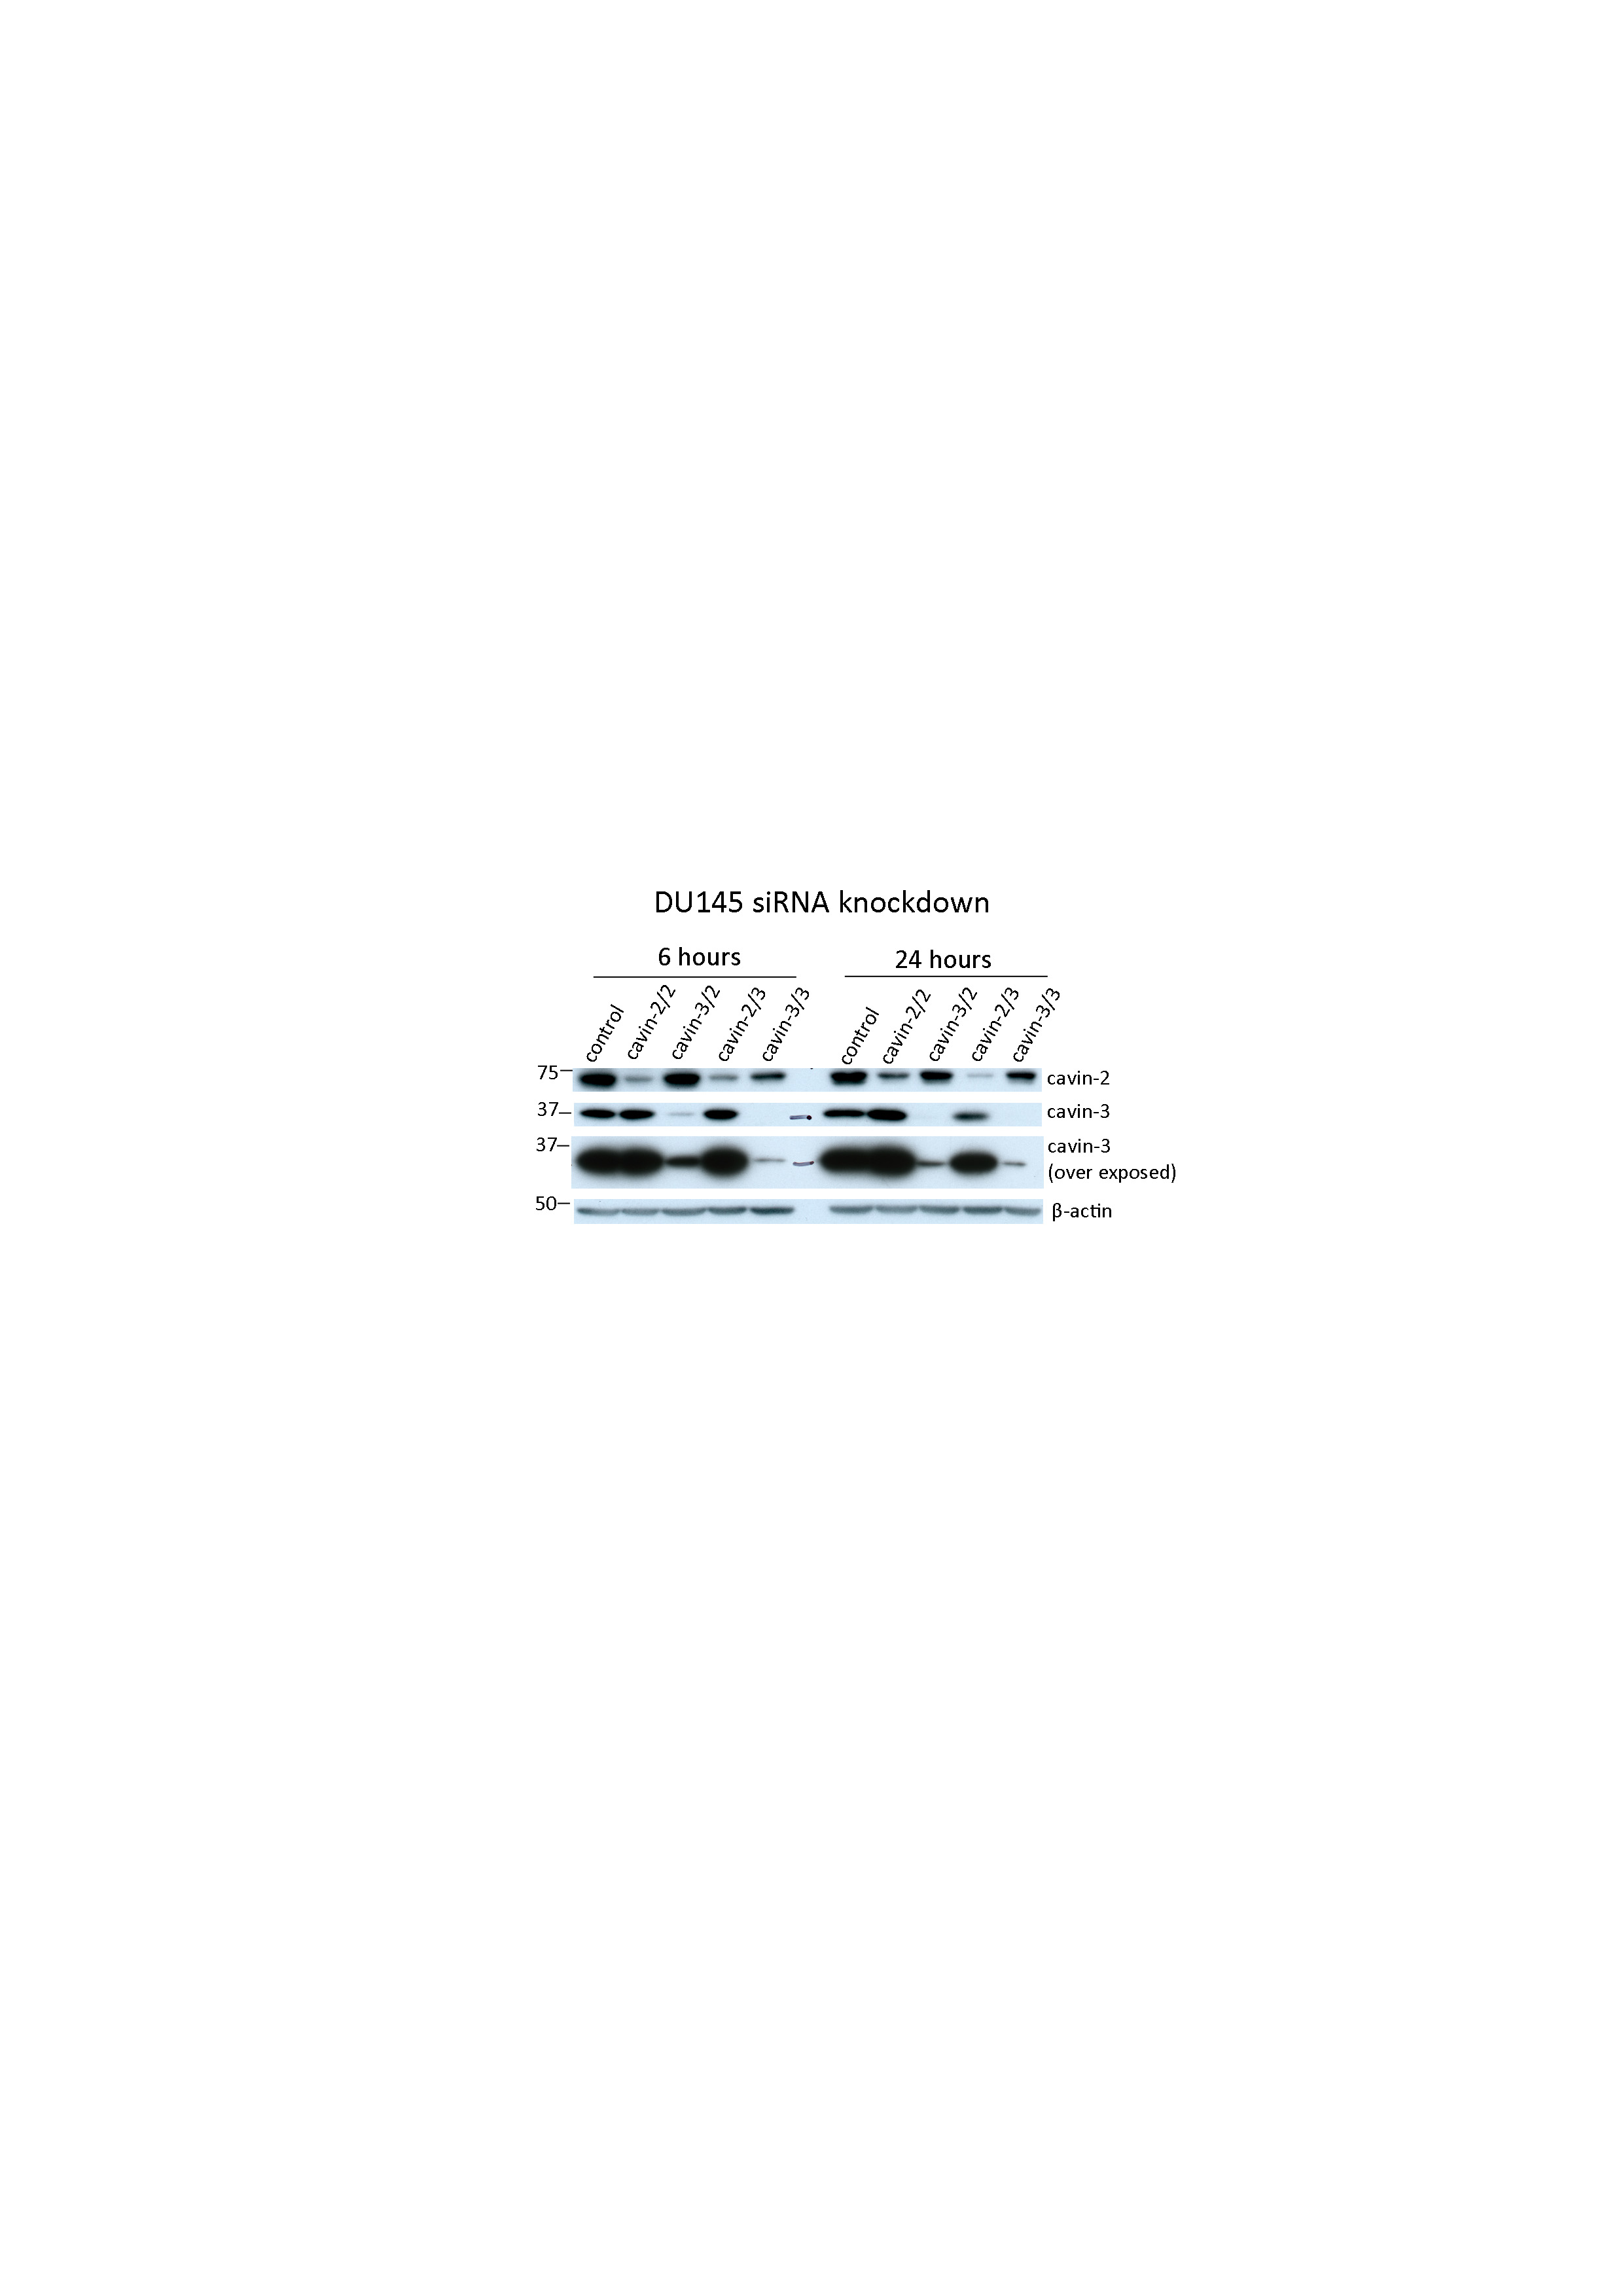 DU145 siRNA knockdown
6 hours 24 hours
control cavin-2/2 cavin-3/2 cavin-2/3 cavin-3/3 control cavin-2/2 cavin-3/2 cavin-2/3 cavin-3/3
75 cavin-2
37 cavin-3
37 cavin-3
(over exposed)
50 β-actin